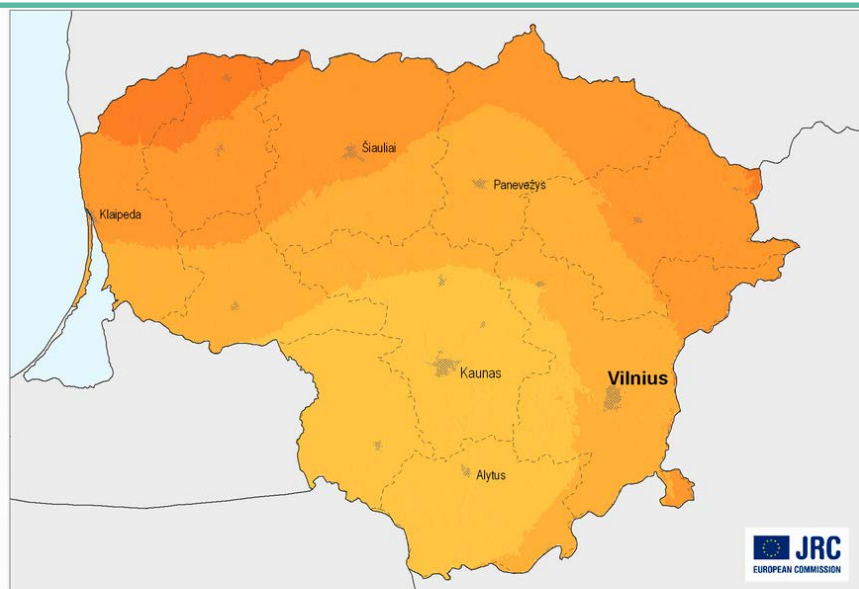 Šiauliai
Panevėžys
Klaipeda
Kaunas
Vilnius
Alytus
JRC
EUROPEAN COMMISSION